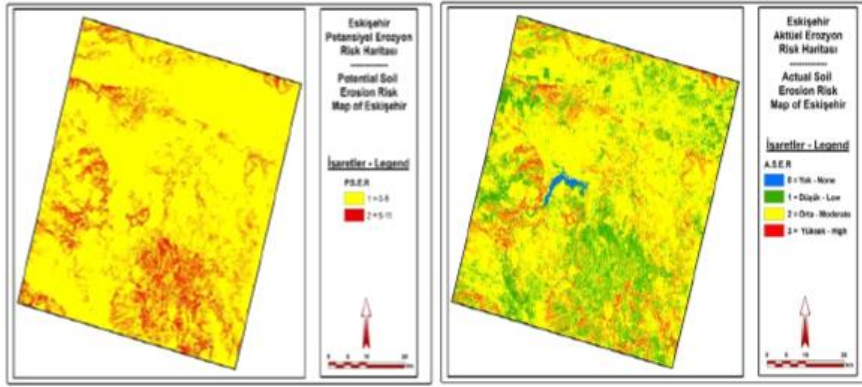 Eskişehir
Potansiyel Erozyon
Risk Haritası
------------
Potential Soil
Erosion Risk
Map of Eskişehir
İşaretler - Legend
P.S.E.R
1 = 0-5
2 = 5-11
Eskişehir
Aktüel Erozyon
Risk Haritası
------------
Actual Soil
Erosion Risk
Map of Eskişehir
İşaretler - Legend
A.S.E.R
0 = Yok - None
1 = Düşük - Low
2 = Orta - Moderate
3 = Yüksek - High